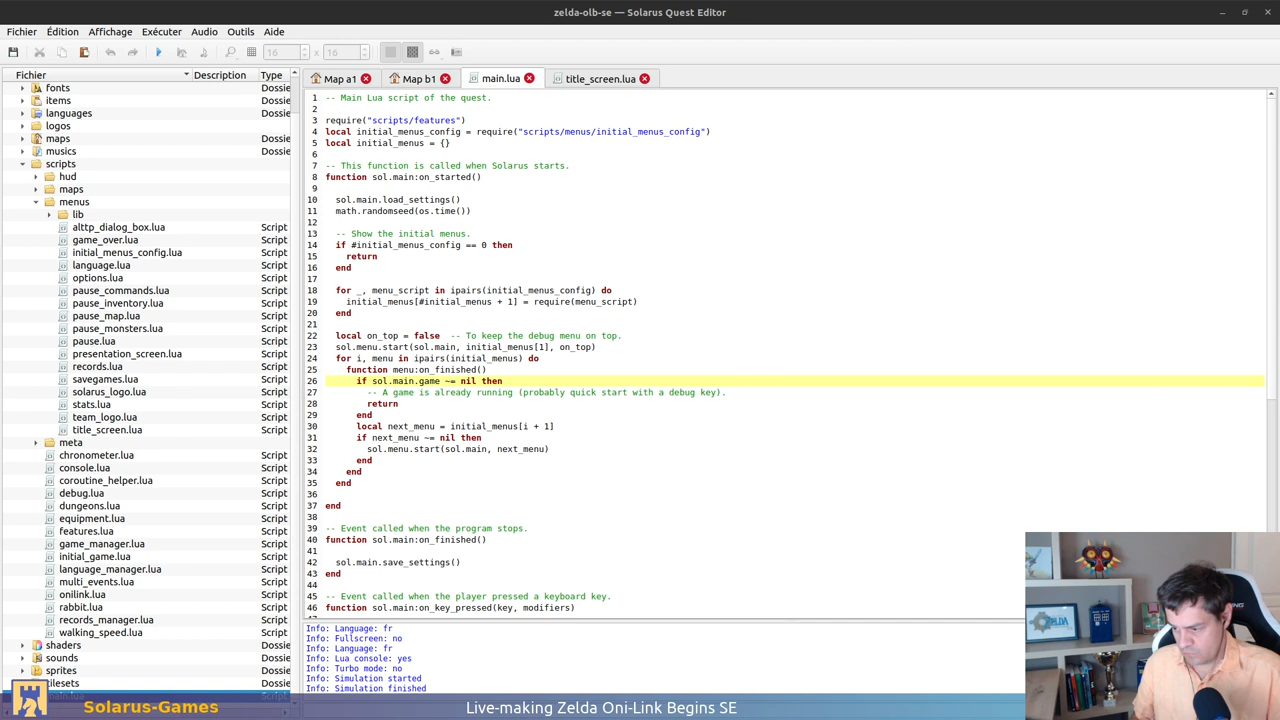 zelda-olb-se — Solarus Quest Editor
Fichier Édition Affichage Exécuter Audio Outils Aide
16 x 16
Fichier Description Type
Map a1 Map b1 main.lua title_screen.lua
fonts Dossie
items Dossie
languages Dossie
logos Dossie
maps Dossie
musics Dossie
scripts Dossie
hud Dossie
maps Dossie
menus Dossie
lib Dossie
alttp_dialog_box.lua Script
game_over.lua Script
initial_menus_config.lua Script
language.lua Script
options.lua Script
pause_commands.lua Script
pause_inventory.lua Script
pause_map.lua Script
pause_monsters.lua Script
pause.lua Script
presentation_screen.lua Script
records.lua Script
savegames.lua Script
solarus_logo.lua Script
stats.lua Script
team_logo.lua Script
title_screen.lua Script
meta Dossie
chronometer.lua Script
console.lua Script
coroutine_helper.lua Script
debug.lua Script
dungeons.lua Script
equipment.lua Script
features.lua Script
game_manager.lua Script
initial_game.lua Script
language_manager.lua Script
multi_events.lua Script
onilink.lua Script
rabbit.lua Script
records_manager.lua Script
walking_speed.lua Script
shaders Dossie
sounds Dossie
sprites Dossie
tilesets Dossie
1 -- Main Lua script of the quest.
2
3 require("scripts/features")
4 local initial_menus_config = require("scripts/menus/initial_menus_config")
5 local initial_menus = {}
6
7 -- This function is called when Solarus starts.
8 function sol.main:on_started()
9
10 sol.main.load_settings()
11 math.randomseed(os.time())
12
13 -- Show the initial menus.
14 if #initial_menus_config == 0 then
15 return
16 end
17
18 for _, menu_script in ipairs(initial_menus_config) do
19 initial_menus[#initial_menus + 1] = require(menu_script)
20 end
21
22 local on_top = false -- To keep the debug menu on top.
23 sol.menu.start(sol.main, initial_menus[1], on_top)
24 for i, menu in ipairs(initial_menus) do
25 function menu:on_finished()
26 if sol.main.game ~= nil then
27 -- A game is already running (probably quick start with a debug key).
28 return
29 end
30 local next_menu = initial_menus[i + 1]
31 if next_menu ~= nil then
32 sol.menu.start(sol.main, next_menu)
33 end
34 end
35 end
36
37 end
38
39 -- Event called when the program stops.
40 function sol.main:on_finished()
41
42 sol.main.save_settings()
43 end
44
45 -- Event called when the player pressed a keyboard key.
46 function sol.main:on_key_pressed(key, modifiers)
Info: Language: fr
Info: Fullscreen: no
Info: Language: fr
Info: Lua console: yes
Info: Turbo mode: no
Info: Simulation started
Info: Simulation finished
Solarus-Games
Live-making Zelda Oni-Link Begins SE